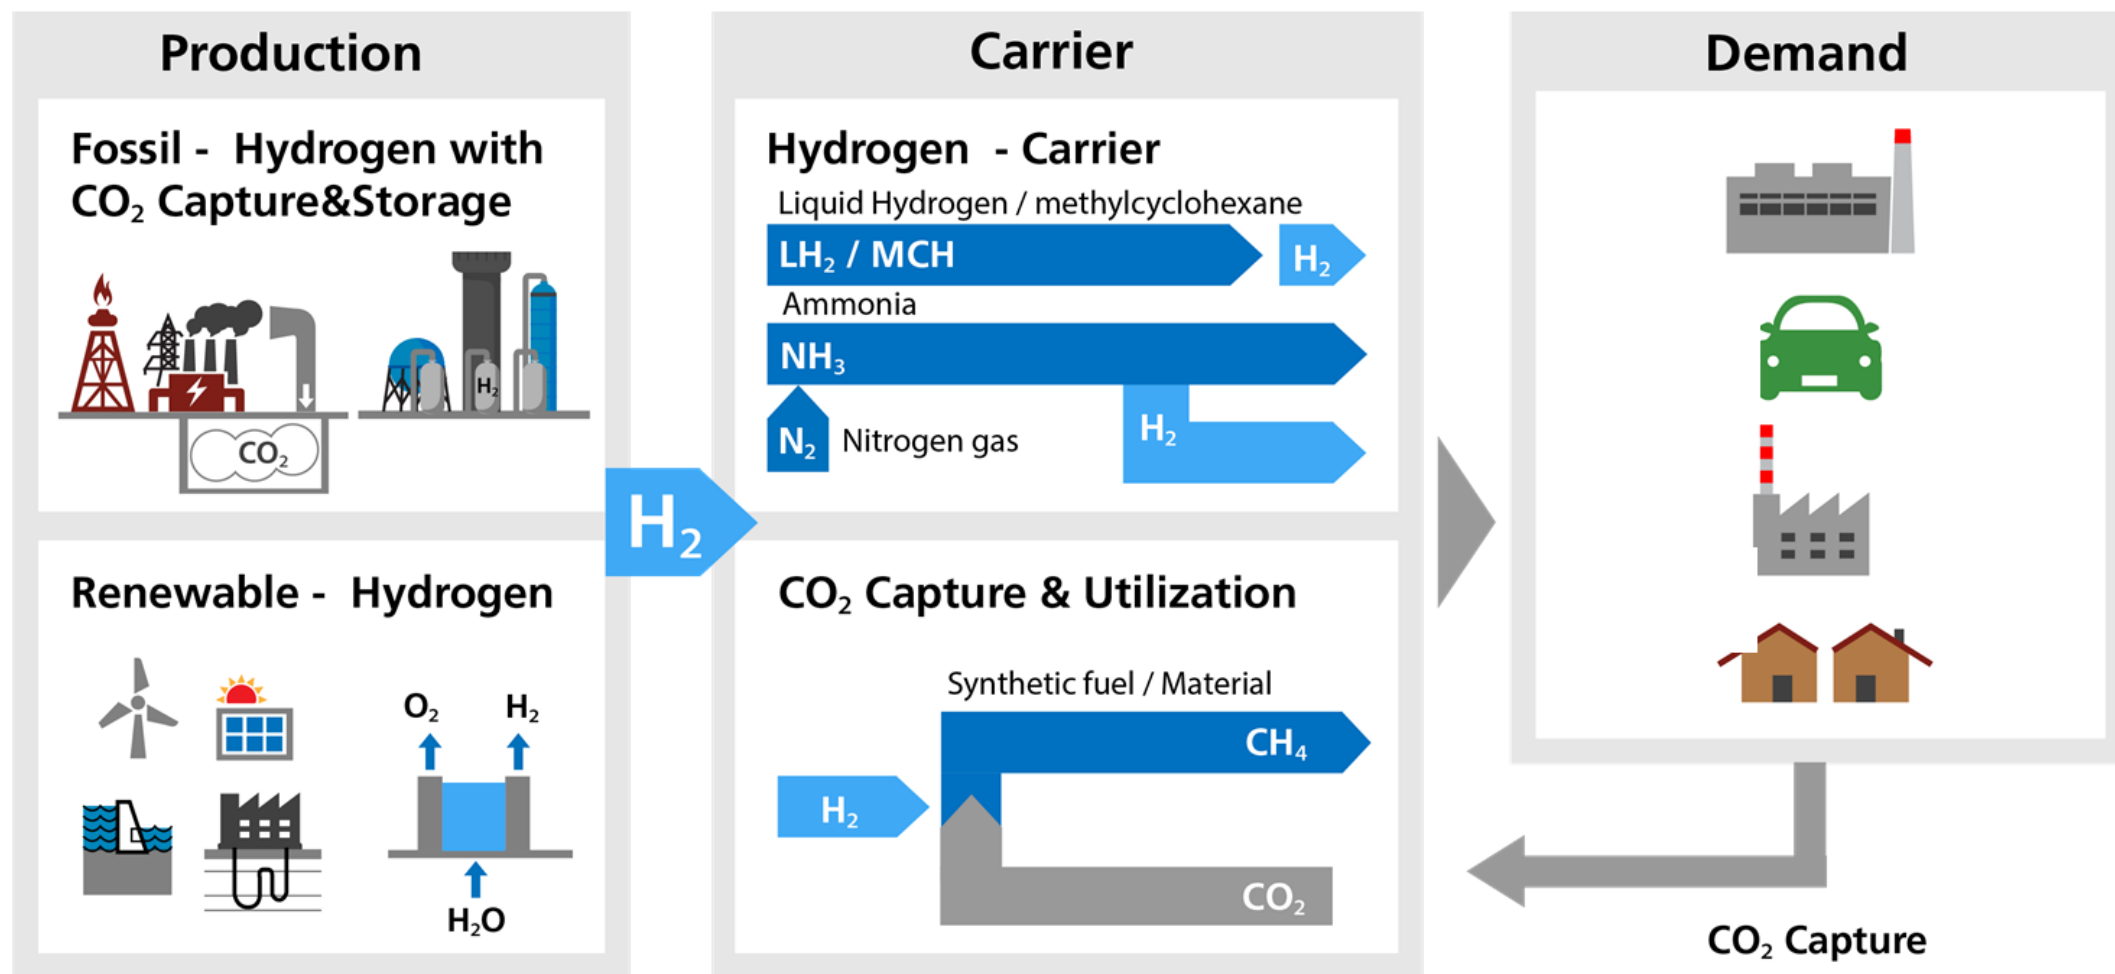 Production
Fossil - Hydrogen with
CO₂ Capture&Storage
H₂
CO₂
Renewable - Hydrogen
O₂
H₂
H₂O
H₂
Carrier
Hydrogen - Carrier
Liquid Hydrogen / methylcyclohexane
LH₂ / MCH
H₂
Ammonia
NH₃
N₂
Nitrogen gas
H₂
CO₂ Capture & Utilization
Synthetic fuel / Material
CH₄
H₂
CO₂
Demand
CO₂ Capture